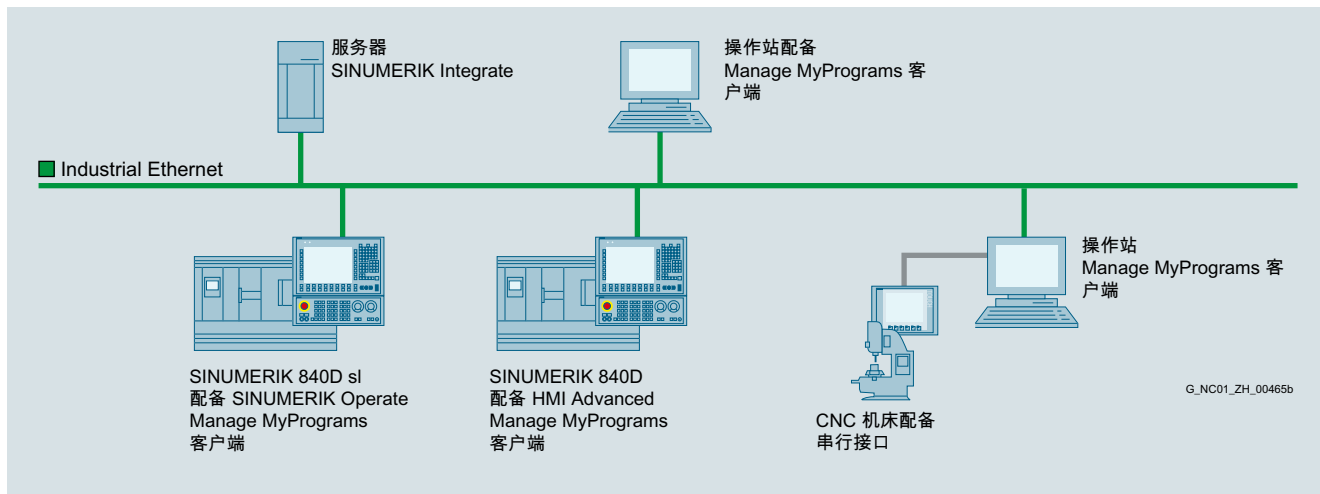 服务器
SINUMERIK Integrate
操作站配备
Manage MyPrograms 客
户端
Industrial Ethernet
操作站
Manage MyPrograms 客
户端
SINUMERIK 840D sl
配备 SINUMERIK Operate
Manage MyPrograms
客户端
SINUMERIK 840D
配备 HMI Advanced
Manage MyPrograms
客户端
CNC 机床配备
串行接口
G_NC01_ZH_00465b